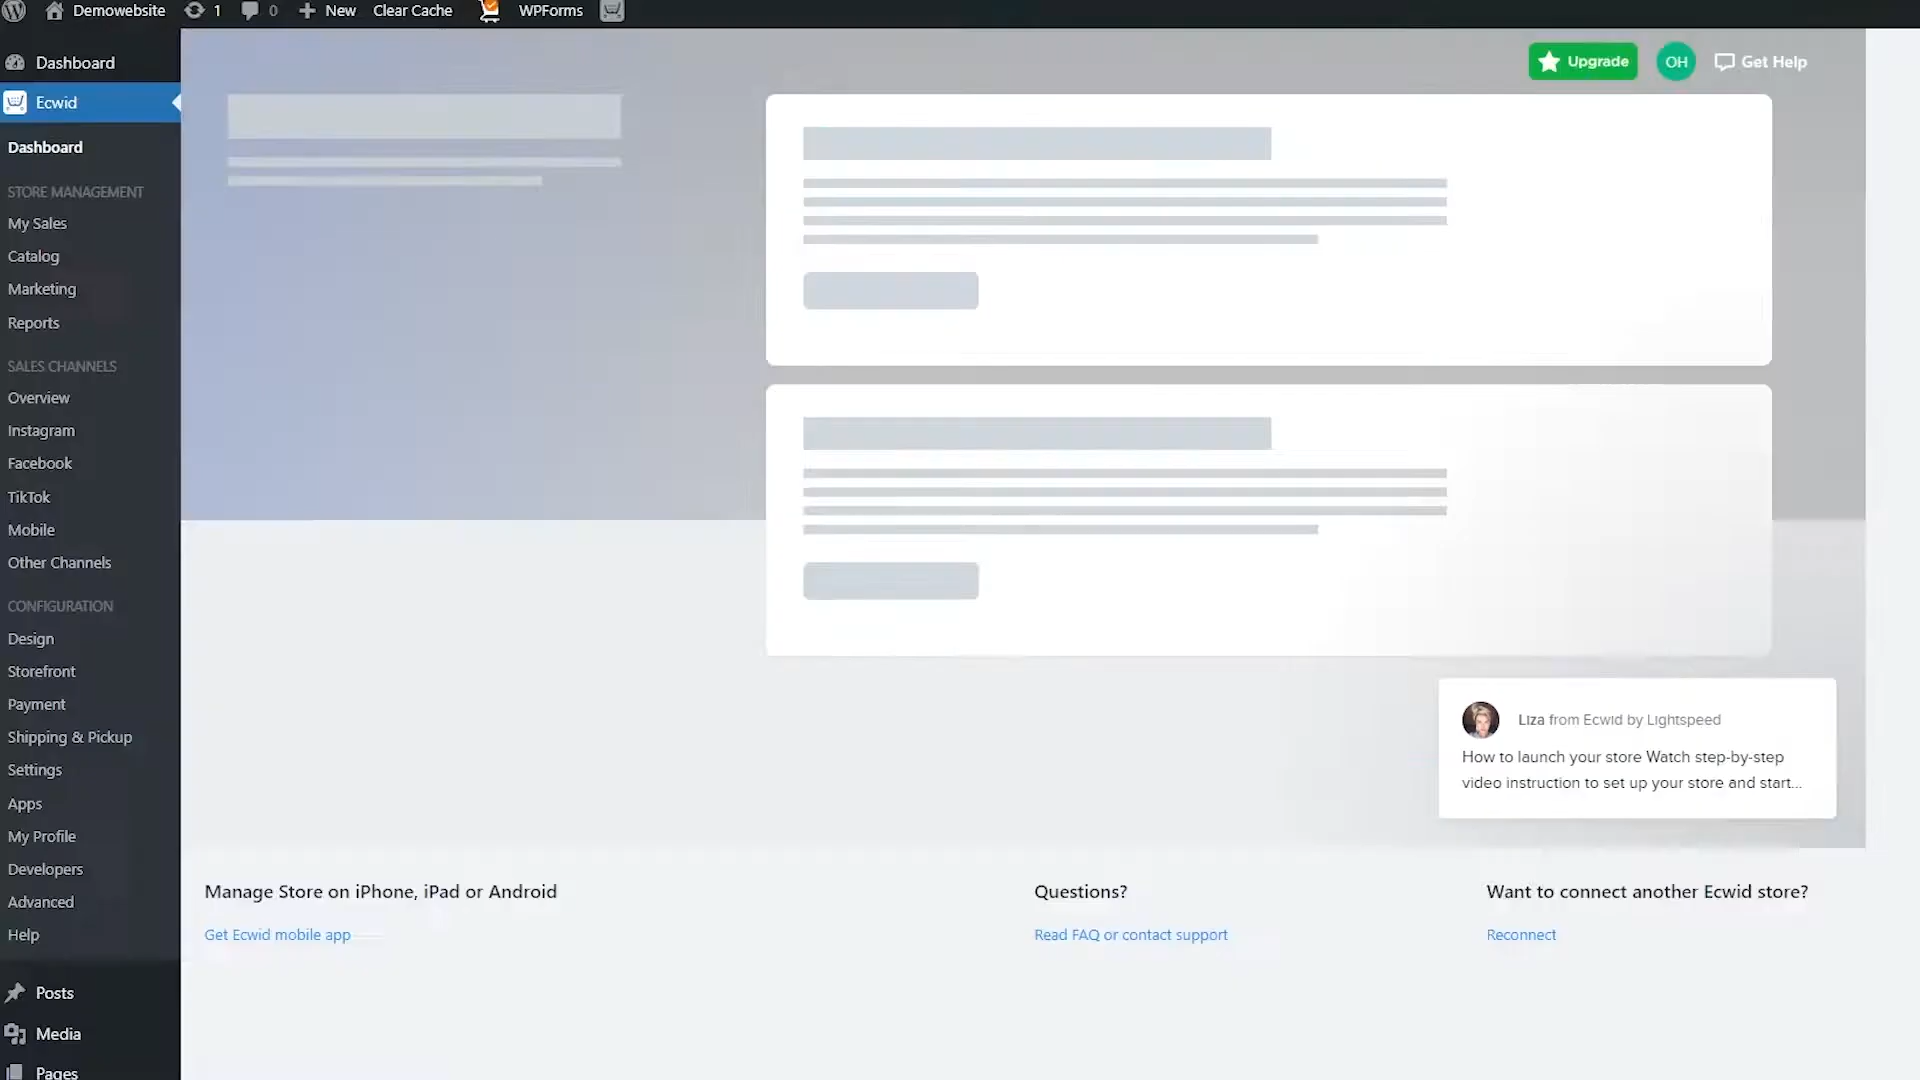 Demowebsite
1
0
New
Clear Cache
WPForms
Dashboard
Ecwid
Dashboard
STORE MANAGEMENT
My Sales
Catalog
Marketing
Reports
SALES CHANNELS
Overview
Instagram
Facebook
TikTok
Mobile
Other Channels
CONFIGURATION
Design
Storefront
Payment
Shipping & Pickup
Settings
Apps
My Profile
Developers
Advanced
Help
Posts
Media
Pages
Upgrade
OH
Get Help
Liza from Ecwid by Lightspeed
How to launch your store Watch step-by-step
video instruction to set up your store and start...
Manage Store on iPhone, iPad or Android
Get Ecwid mobile app
Questions?
Read FAQ or contact support
Want to connect another Ecwid store?
Reconnect